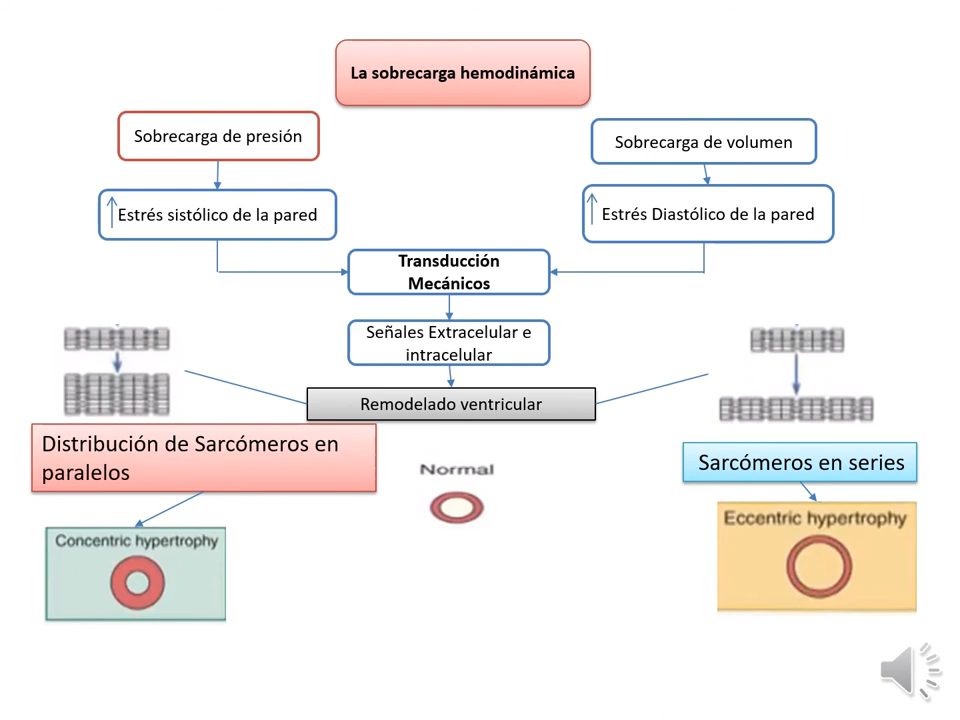 La sobrecarga hemodinámica
Sobrecarga de presión
Sobrecarga de volumen
Estrés sistólico de la pared
Estrés Diastólico de la pared
Transducción
Mecánicos
Señales Extracelular e
intracelular
Remodelado ventricular
Distribución de Sarcómeros en
paralelos
Normal
Sarcómeros en series
Concentric hypertrophy
Eccentric hypertrophy